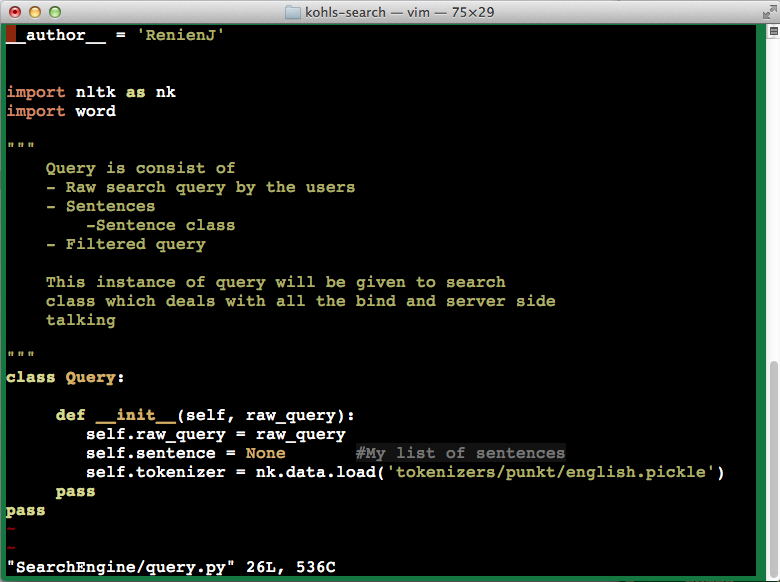 kohls-search — vim — 75×29
__author__ = 'RenienJ'
import nltk as nk
import word
"""
Query is consist of
- Raw search query by the users
- Sentences
-Sentence class
- Filtered query
This instance of query will be given to search
class which deals with all the bind and server side
talking
"""
class Query:
def __init__(self, raw_query):
self.raw_query = raw_query
self.sentence = None #My list of sentences
self.tokenizer = nk.data.load('tokenizers/punkt/english.pickle')
pass
pass
~
~
"SearchEngine/query.py" 26L, 536C